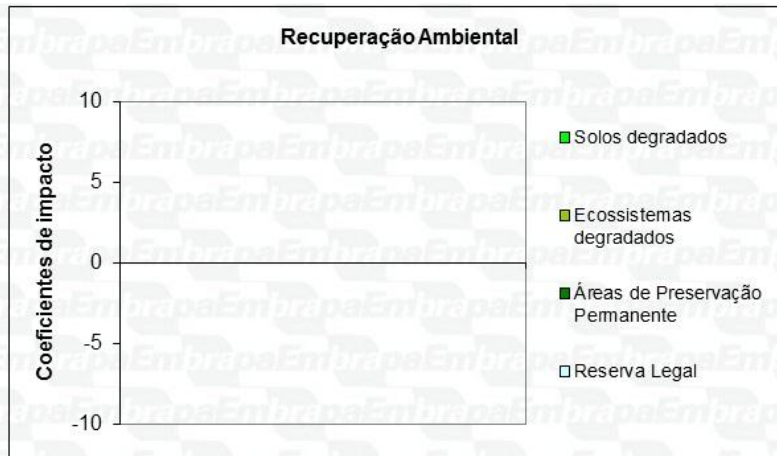 Recuperação Ambiental
Coeficientes de impacto
10
5
0
-5
-10
Solos degradados
Ecossistemas
degradados
Áreas de Preservação
Permanente
Reserva Legal